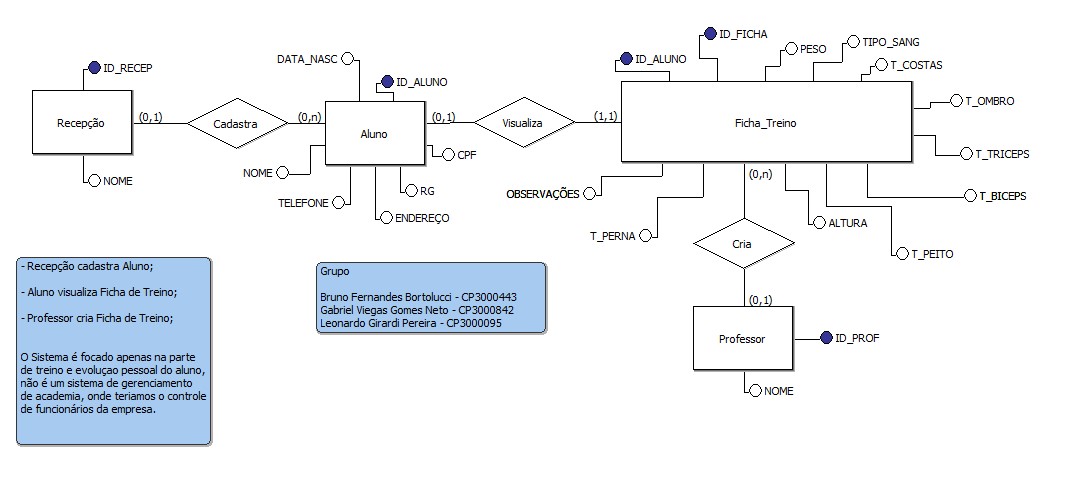 ID_RECEP
Recepção
NOME
(0,1)
Cadastra
(0,n)
DATA_NASC
ID_ALUNO
Aluno
NOME
TELEFONE
ENDEREÇO
RG
CPF
(0,1)
Visualiza
(1,1)
ID_ALUNO
ID_FICHA
PESO
TIPO_SANG
T_COSTAS
Ficha_Treino
T_OMBRO
T_TRICEPS
T_BICEPS
T_PEITO
ALTURA
OBSERVAÇÕES
T_PERNA
(0,n)
Cria
(0,1)
Professor
ID_PROF
NOME
- Recepção cadastra Aluno;
- Aluno visualiza Ficha de Treino;
- Professor cria Ficha de Treino;
O Sistema é focado apenas na parte
de treino e evoluçao pessoal do aluno,
não é um sistema de gerenciamento
de academia, onde teriamos o controle
de funcionários da empresa.
Grupo
Bruno Fernandes Bortolucci - CP3000443
Gabriel Viegas Gomes Neto - CP3000842
Leonardo Girardi Pereira - CP3000095